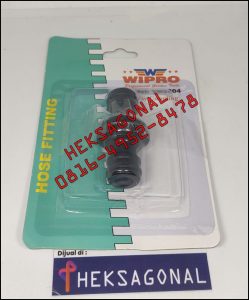 WIPRO
204
HOSE FITTING
HEKSAGONAL
0816-4952-8478
Dijual di :
HEKSAGONAL